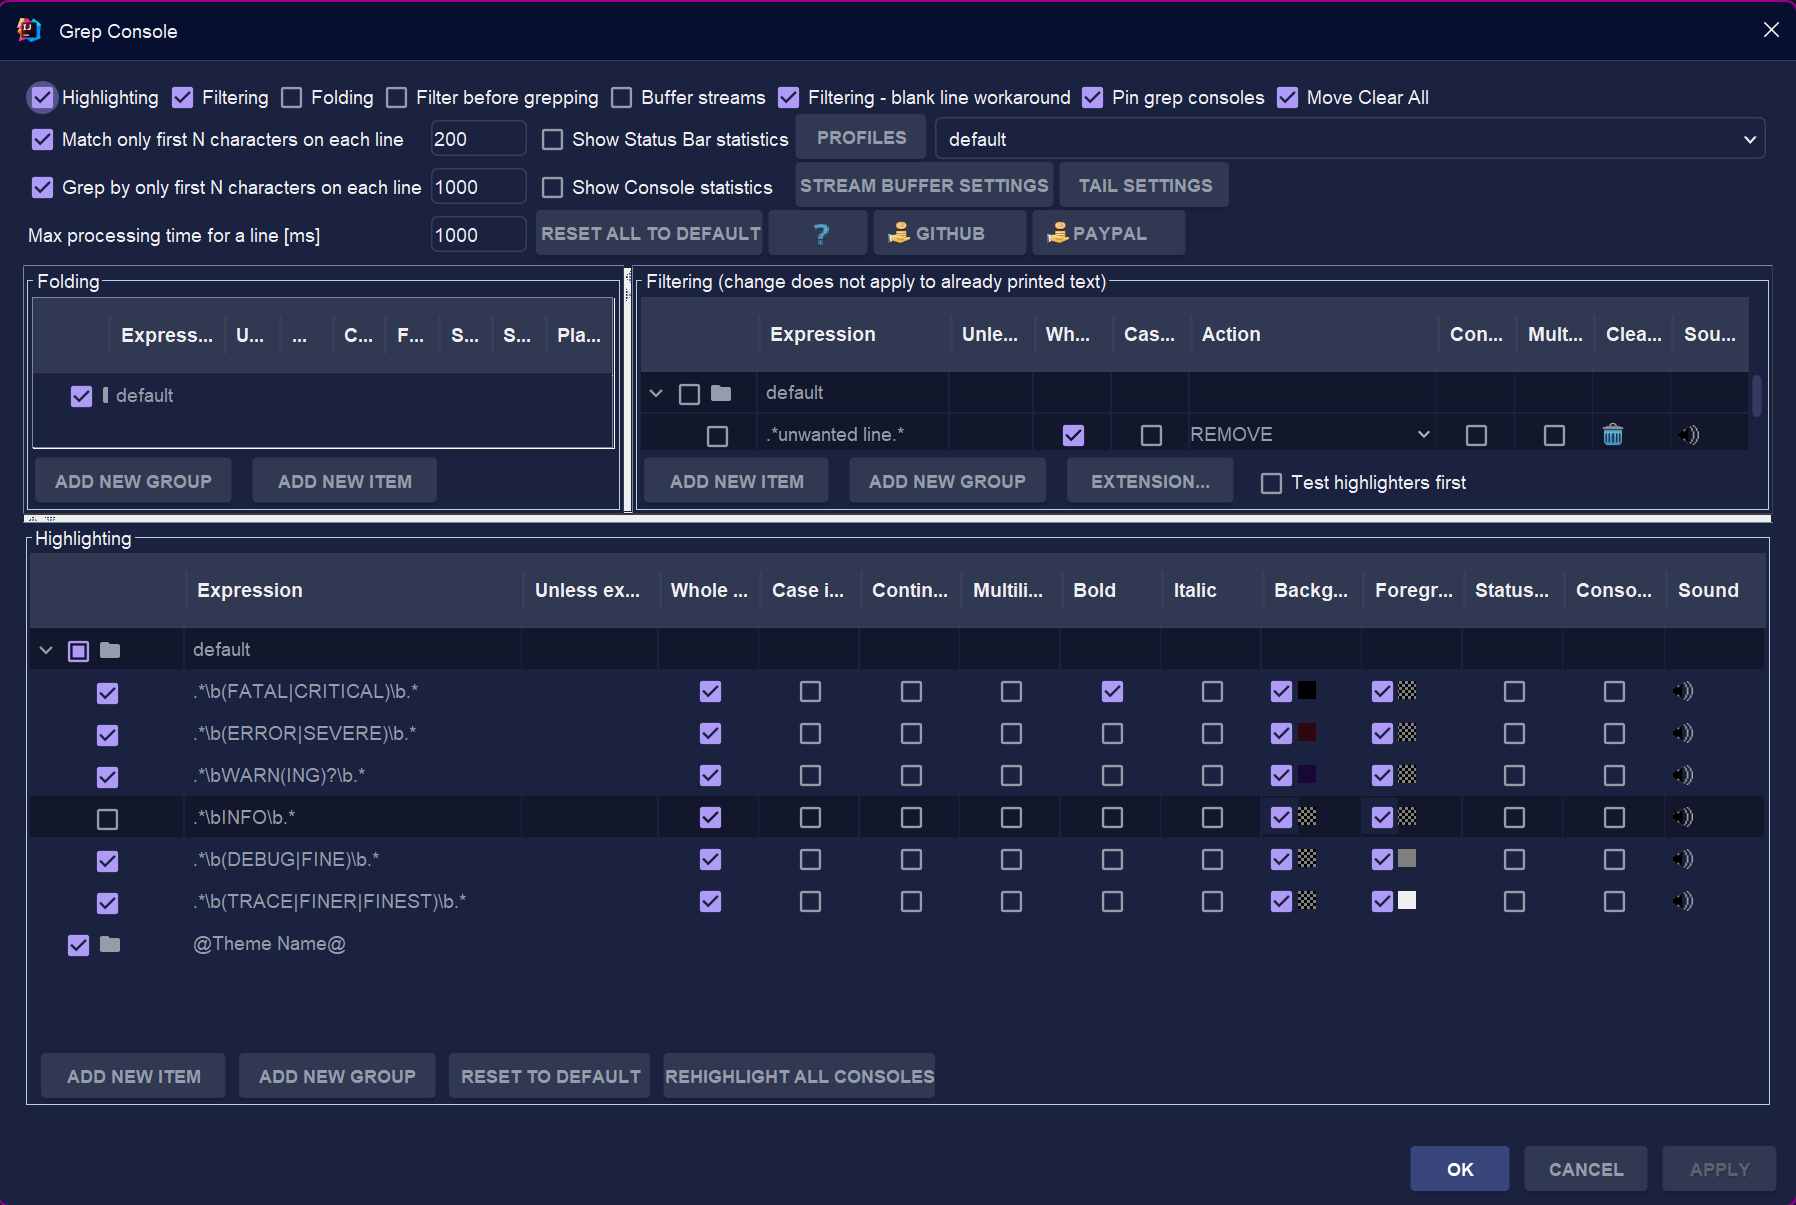 Grep Console
Highlighting Filtering Folding Filter before grepping Buffer streams Filtering - blank line workaround Pin grep consoles Move Clear All
Match only first N characters on each line 200 Show Status Bar statistics PROFILES default
Grep by only first N characters on each line 1000 Show Console statistics STREAM BUFFER SETTINGS TAIL SETTINGS
Max processing time for a line [ms] 1000 RESET ALL TO DEFAULT ? GITHUB PAYPAL
Folding
Express... U... ... C... F... S... S... Pla...
default
ADD NEW GROUP ADD NEW ITEM
Filtering (change does not apply to already printed text)
Expression Unle... Wh... Cas... Action Con... Mult... Clea... Sou...
default
.*unwanted line.* REMOVE
ADD NEW ITEM ADD NEW GROUP EXTENSION... Test highlighters first
Highlighting
Expression Unless ex... Whole ... Case i... Contin... Multili... Bold Italic Backg... Foregr... Status... Conso... Sound
default
.*\b(FATAL|CRITICAL)\b.*
.*\b(ERROR|SEVERE)\b.*
.*\bWARN(ING)?\b.*
.*\bINFO\b.*
.*\b(DEBUG|FINE)\b.*
.*\b(TRACE|FINER|FINEST)\b.*
@Theme Name@
ADD NEW ITEM ADD NEW GROUP RESET TO DEFAULT REHIGHLIGHT ALL CONSOLES
OK CANCEL APPLY